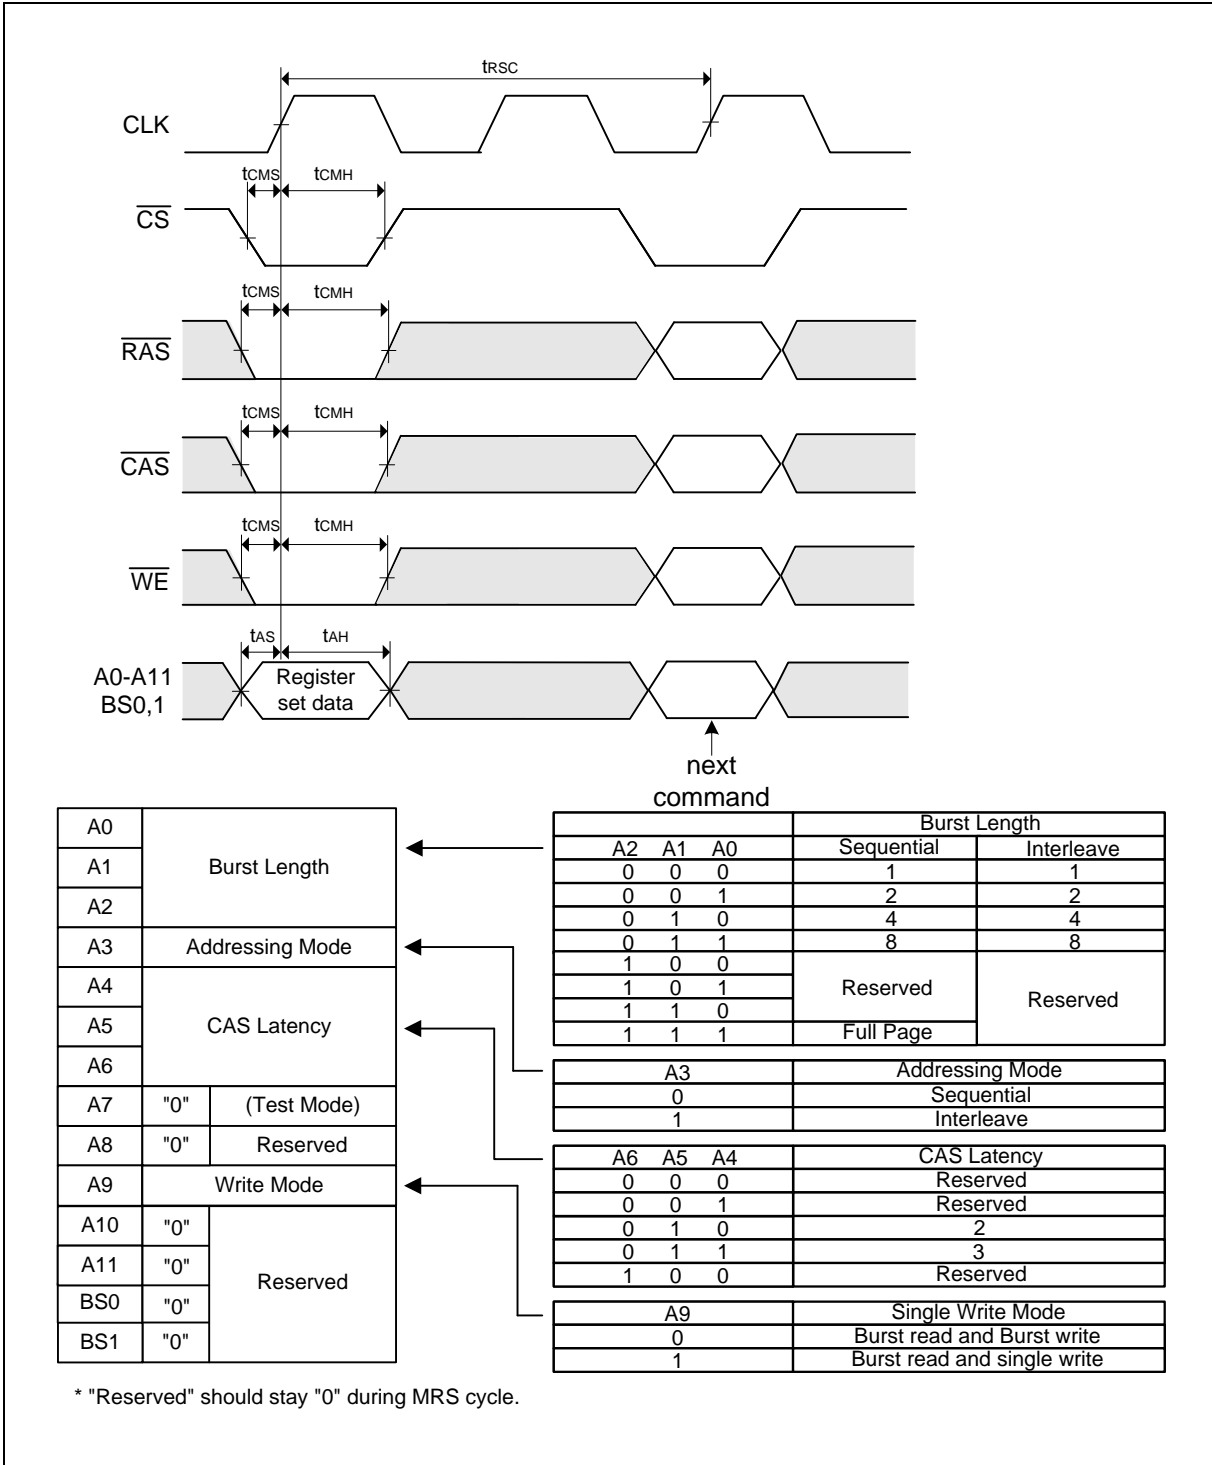 tRSC
CLK
tCMS tCMH
CS
tCMS tCMH
RAS
tCMS tCMH
CAS
tCMS tCMH
WE
tAS tAH
A0-A11
BS0,1
Register
set data
next
command
A0
A1
A2
Burst Length
A3 Addressing Mode
A4
A5
A6
CAS Latency
A7 "0" (Test Mode)
A8 "0" Reserved
A9 Write Mode
A10 "0"
A11 "0"
BS0 "0"
BS1 "0"
Reserved
Burst Length
A2 A1 A0 Sequential Interleave
0 0 0 1 1
0 0 1 2 2
0 1 0 4 4
0 1 1 8 8
1 0 0
1 0 1
1 1 0
Reserved
Reserved
1 1 1 Full Page
A3 Addressing Mode
0 Sequential
1 Interleave
A6 A5 A4 CAS Latency
0 0 0 Reserved
0 0 1 Reserved
0 1 0 2
0 1 1 3
1 0 0 Reserved
A9 Single Write Mode
0 Burst read and Burst write
1 Burst read and single write
* "Reserved" should stay "0" during MRS cycle.